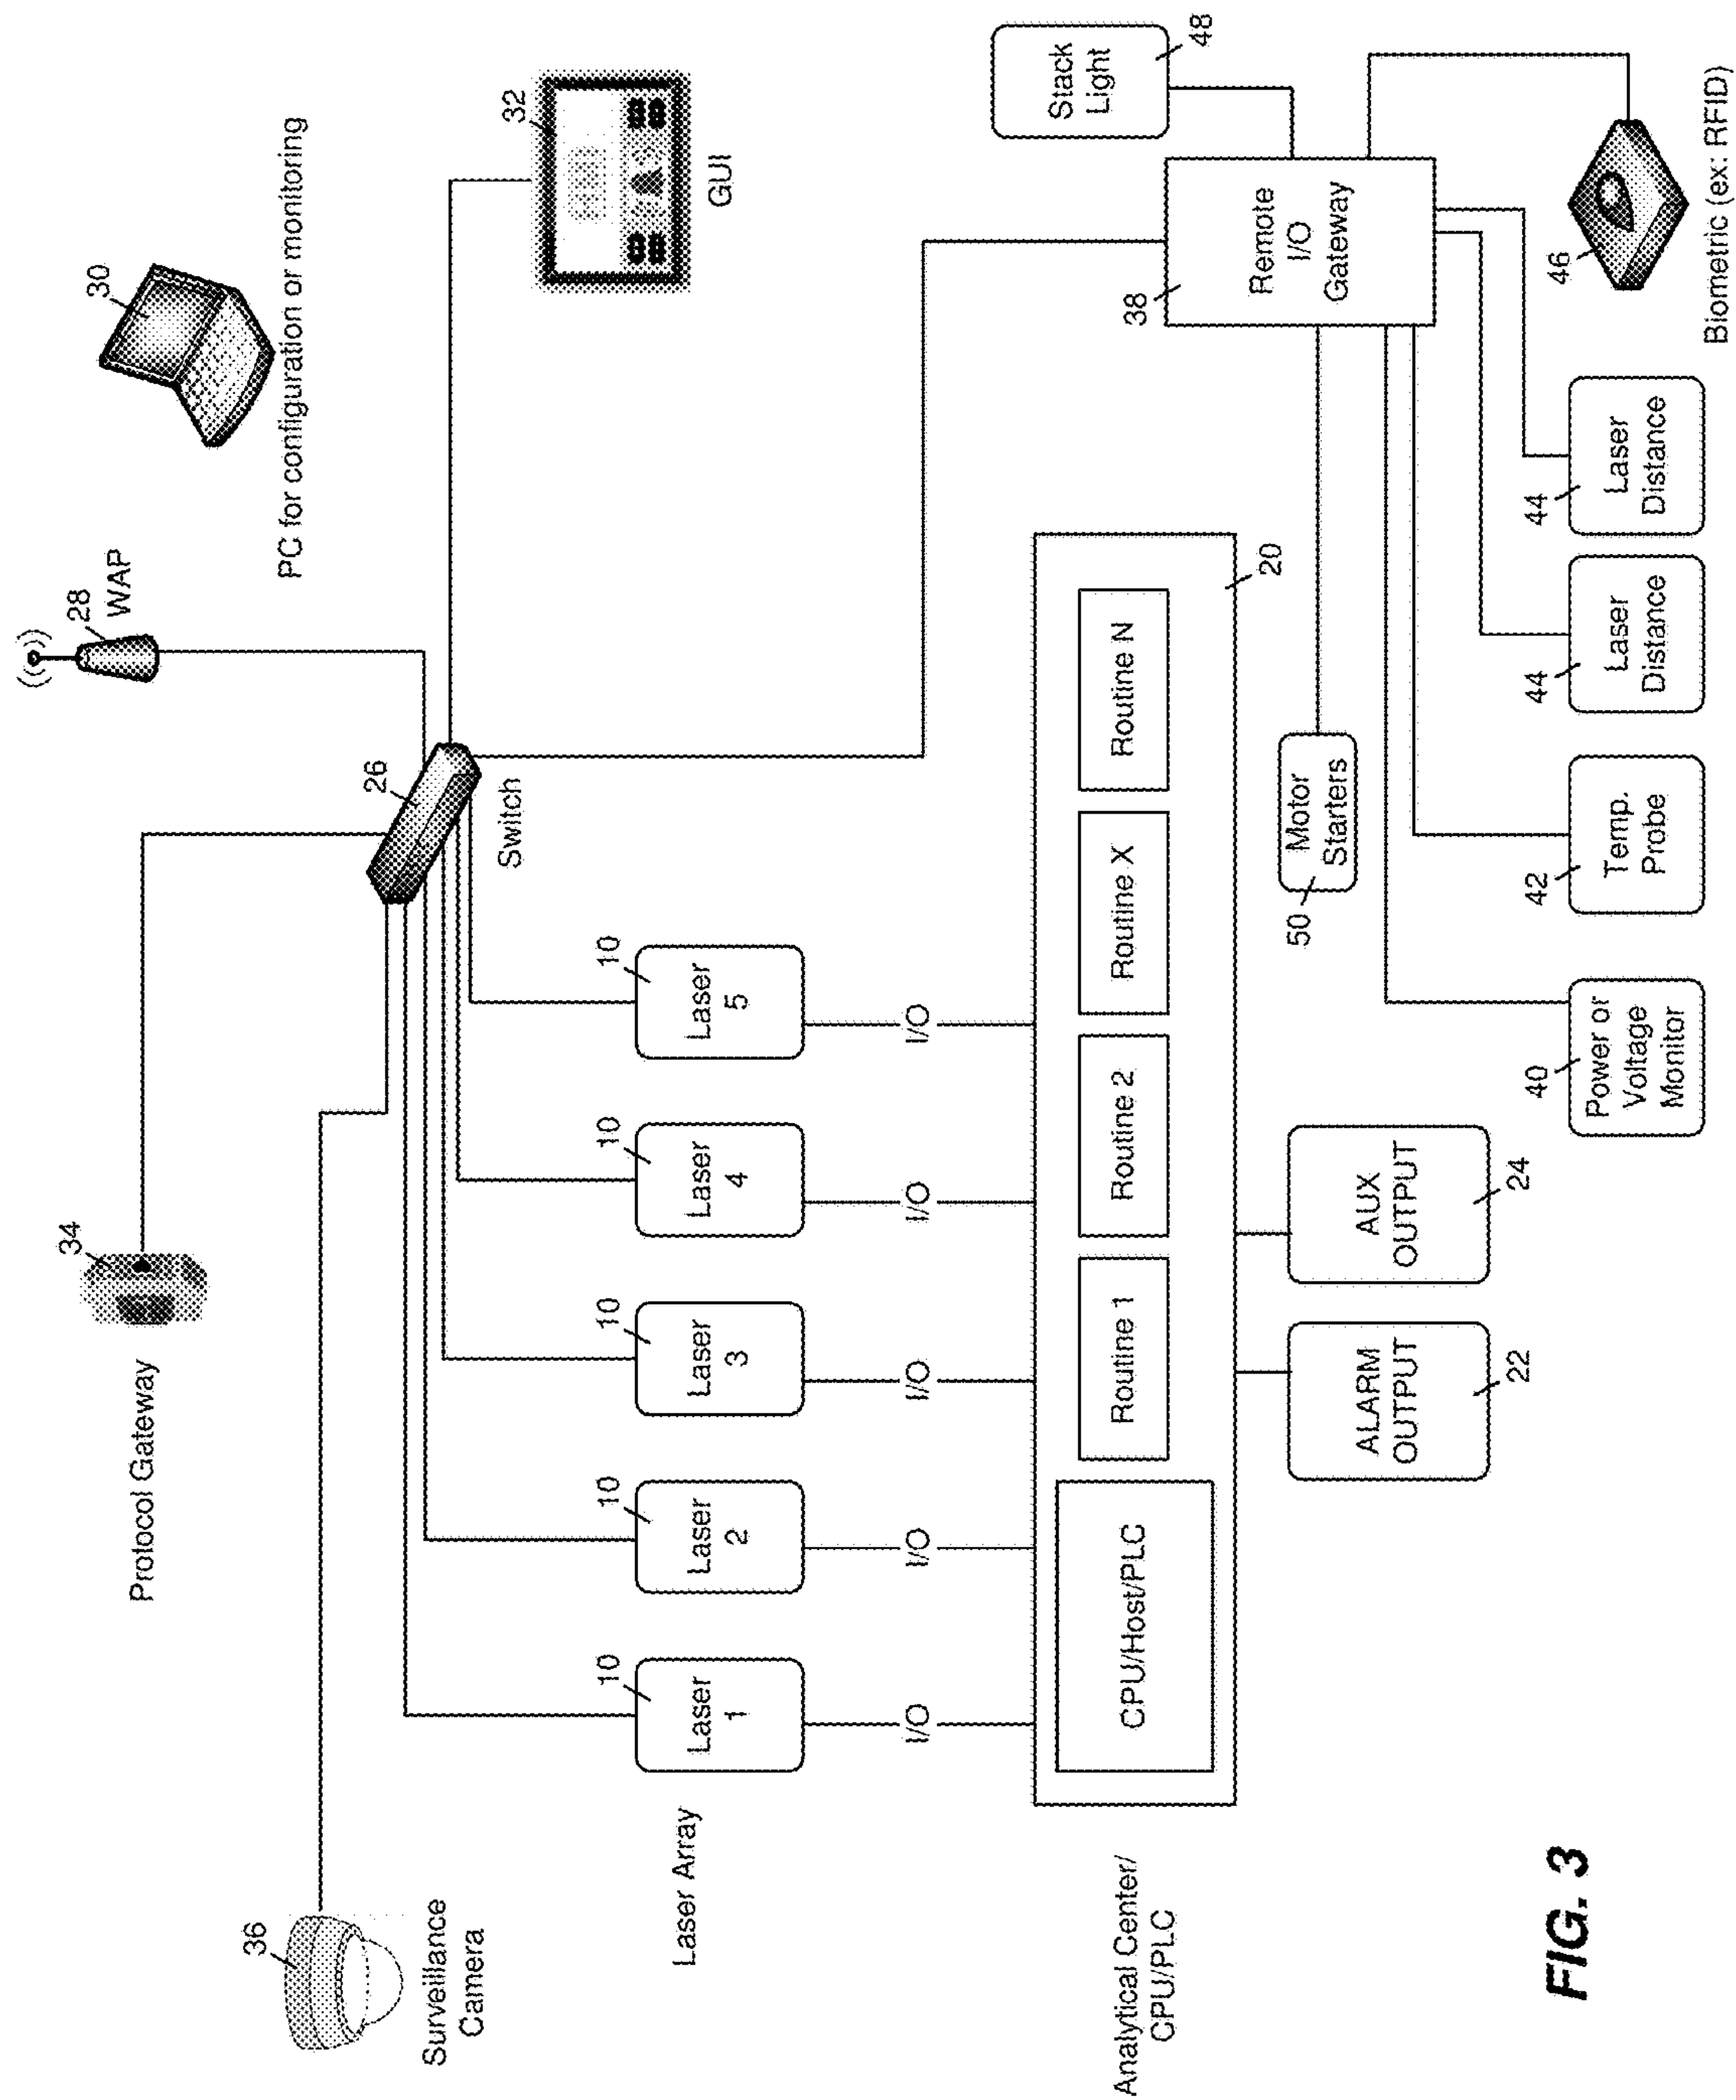 36
Surveillance
Camera
Protocol Gateway
34
28
WAP
30
PC for configuration or monitoring
26
Switch
32
GUI
Laser Array
10
Laser
1
10
Laser
2
10
Laser
3
10
Laser
4
10
Laser
5
I/O
I/O
I/O
I/O
I/O
Analytical Center/
CPU/PLC
CPU/Host/PLC
Routine 1
Routine 2
Routine X
Routine N
20
ALARM
OUTPUT
22
AUX
OUTPUT
24
38
Remote
I/O
Gateway
Stack
Light
48
50
Motor
Starters
40
Power or
Voltage
Monitor
42
Temp.
Probe
44
Laser
Distance
44
Laser
Distance
46
Biometric (ex: RFID)
FIG. 3